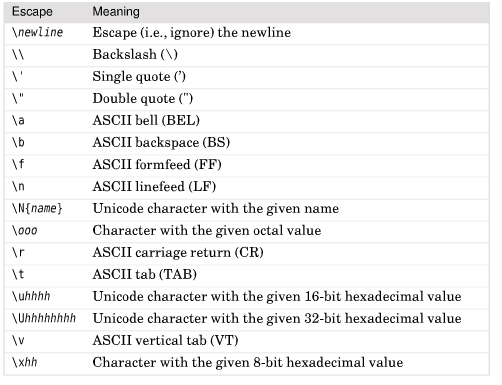 Escape Meaning
\newline Escape (i.e., ignore) the newline
\\ Backslash (\)
\' Single quote (’)
\" Double quote (")
\a ASCII bell (BEL)
\b ASCII backspace (BS)
\f ASCII formfeed (FF)
\n ASCII linefeed (LF)
\N{name} Unicode character with the given name
\ooo Character with the given octal value
\r ASCII carriage return (CR)
\t ASCII tab (TAB)
\uhhhh Unicode character with the given 16-bit hexadecimal value
\Uhhhhhhhh Unicode character with the given 32-bit hexadecimal value
\v ASCII vertical tab (VT)
\xhh Character with the given 8-bit hexadecimal value